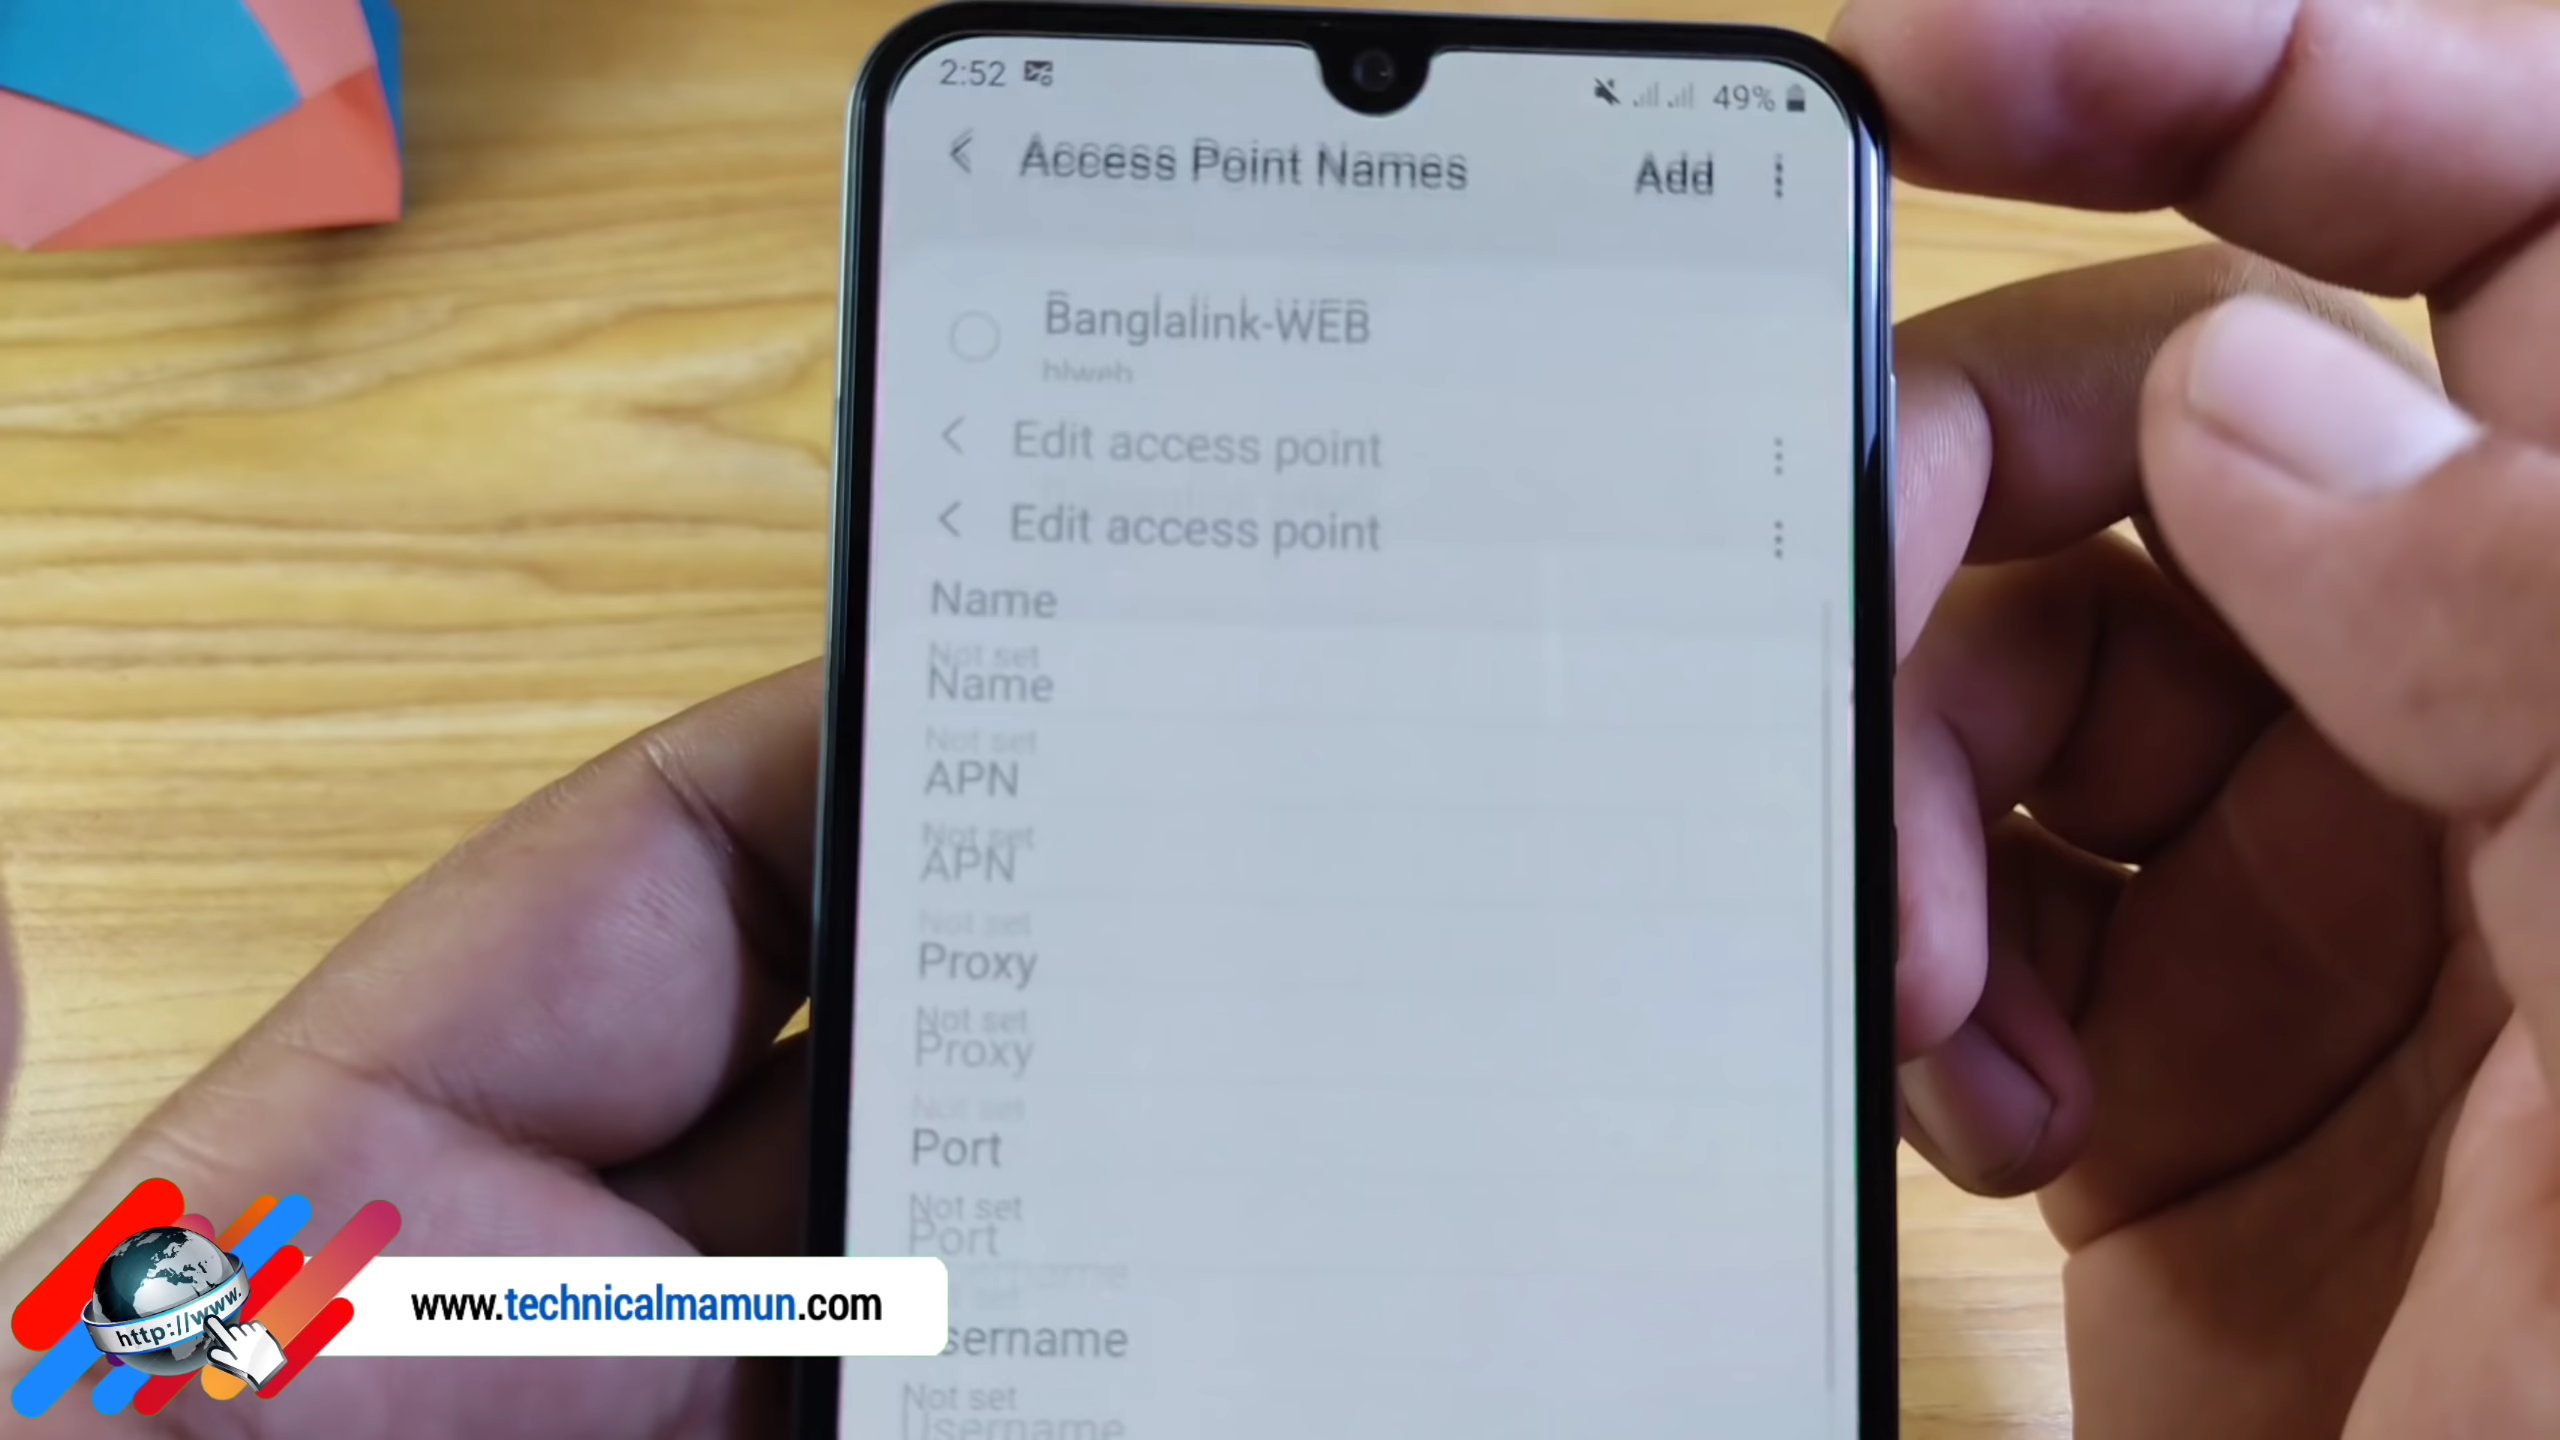 2:52
49%
Access Point Names
Add
Banglalink-WEB
blweb
Edit access point
Edit access point
Name
Not set
Name
Not set
APN
Not set
APN
Not set
Proxy
Not set
Proxy
Not set
Port
Not set
Port
sername
Not set
Username
http://www.
www.technicalmamun.com